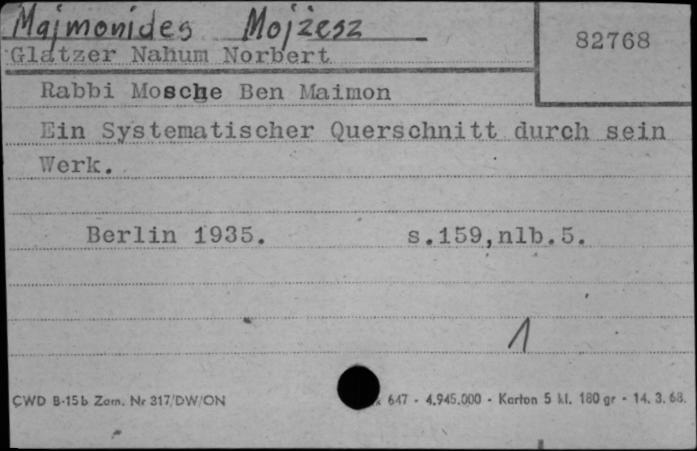 Majmonides Mojżesz
82768
Glatzer Nahum Norbert
Rabbi Mosche Ben Maimon
Ein Systematischer Querschnitt durch sein
Werk.
Berlin 1935. s.159,nlb.5.
1
CWD B-15b Zam. Nr 317/DW/ON 647 - 4.945.000 - Karton 5 kl. 180 gr - 14. 3. 68.